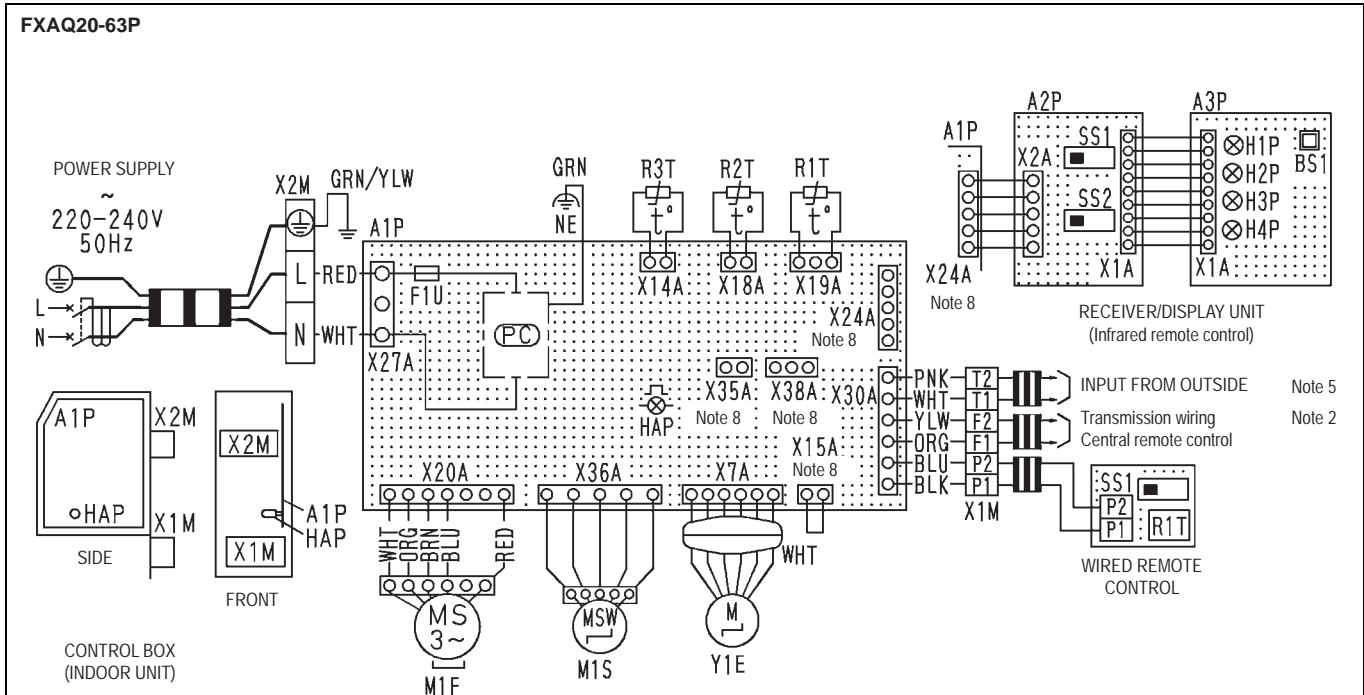 FXAQ20-63P
POWER SUPPLY
~
220-240V
50Hz
L
N
X2M
GRN/YLW
L
N
RED
WHT
A1P
F1U
X27A
PC
GRN
NE
R3T
t°
X14A
R2T
t°
X18A
R1T
t°
X19A
X24A
Note 8
X35A
Note 8
X38A
Note 8
HAP
X30A
X15A
Note 8
A1P
X24A
Note 8
A2P
X2A
SS1
SS2
X1A
A3P
X1A
H1P
H2P
H3P
H4P
BS1
RECEIVER/DISPLAY UNIT
(Infrared remote control)
PNK T2
WHT T1
YLW F2
ORG F1
BLU P2
BLK P1
X1M
INPUT FROM OUTSIDE Note 5
Transmission wiring Note 2
Central remote control
SS1
P2
P1
R1T
WIRED REMOTE
CONTROL
X20A
WHT
ORG
BRN
BLU
RED
MS
3~
M1F
X36A
MSW
M1S
X7A
M
Y1E
WHT
A1P
HAP
X2M
X1M
SIDE
X2M
X1M
A1P
HAP
FRONT
CONTROL BOX
(INDOOR UNIT)